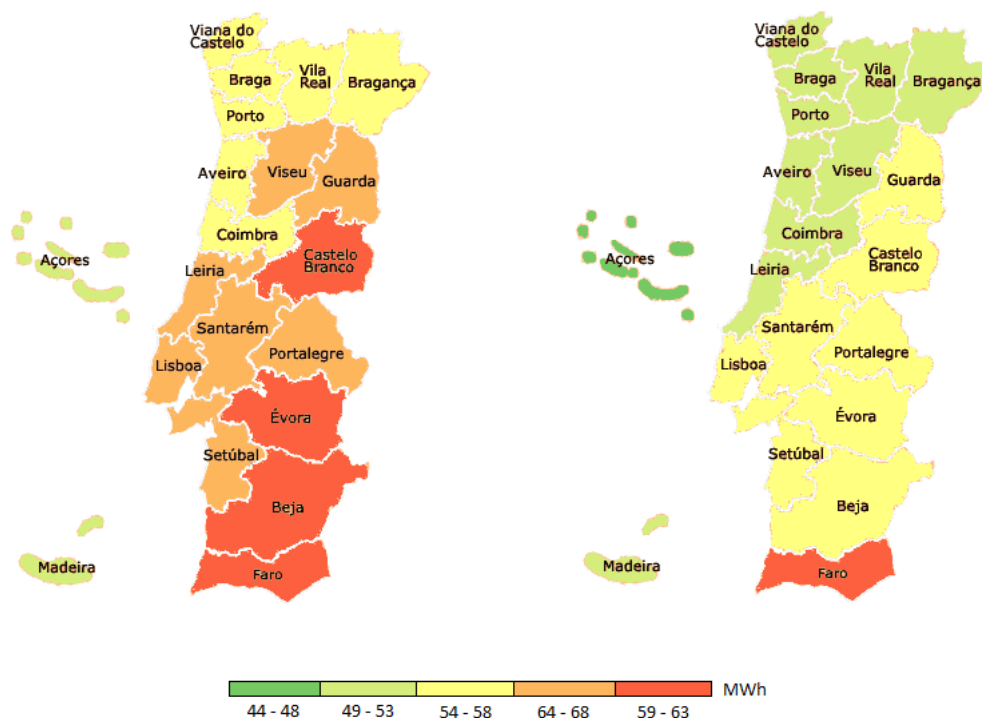 Viana do
Castelo
Braga
Vila
Real
Bragança
Porto
Aveiro
Viseu
Guarda
Coimbra
Açores
Castelo
Branco
Leiria
Santarém
Lisboa
Portalegre
Évora
Setúbal
Beja
Madeira
Faro
Viana do
Castelo
Braga
Vila
Real
Bragança
Porto
Aveiro
Viseu
Guarda
Coimbra
Açores
Castelo
Branco
Leiria
Santarém
Lisboa
Portalegre
Évora
Setúbal
Beja
Madeira
Faro
MWh
44 - 48 49 - 53 54 - 58 64 - 68 59 - 63